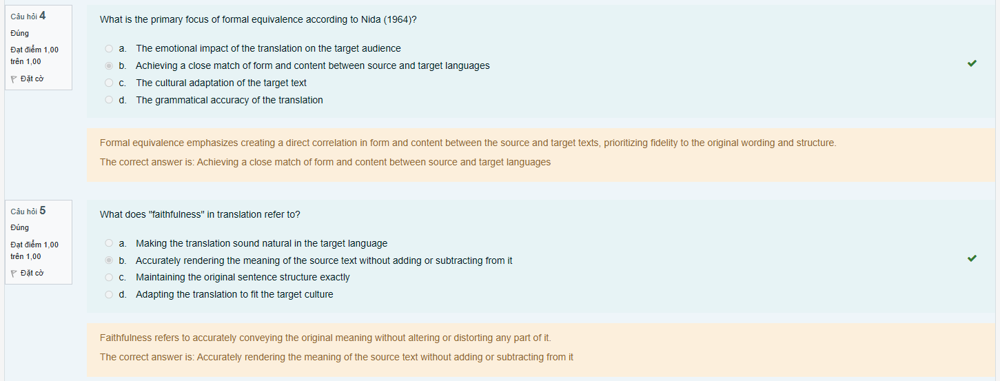 Câu hỏi 4
Đúng
Đạt điểm 1,00
trên 1,00
Đặt cờ
What is the primary focus of formal equivalence according to Nida (1964)?
a. The emotional impact of the translation on the target audience
b. Achieving a close match of form and content between source and target languages
c. The cultural adaptation of the target text
d. The grammatical accuracy of the translation
Formal equivalence emphasizes creating a direct correlation in form and content between the source and target texts, prioritizing fidelity to the original wording and structure.
The correct answer is: Achieving a close match of form and content between source and target languages
Câu hỏi 5
Đúng
Đạt điểm 1,00
trên 1,00
Đặt cờ
What does "faithfulness" in translation refer to?
a. Making the translation sound natural in the target language
b. Accurately rendering the meaning of the source text without adding or subtracting from it
c. Maintaining the original sentence structure exactly
d. Adapting the translation to fit the target culture
Faithfulness refers to accurately conveying the original meaning without altering or distorting any part of it.
The correct answer is: Accurately rendering the meaning of the source text without adding or subtracting from it